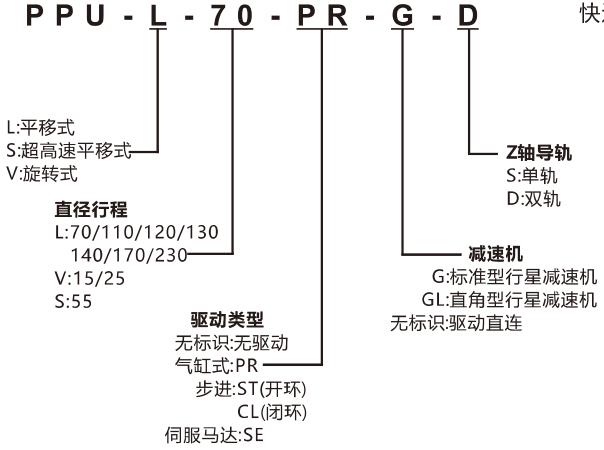 PPU-L-70-PR-G-D
L:平移式
S:超高速平移式
V:旋转式
直径行程
L:70/110/120/130
140/170/230
V:15/25
S:55
驱动类型
无标识:无驱动
气缸式:PR
步进:ST(开环)
CL(闭环)
伺服马达:SE
Z轴导轨
S:单轨
D:双轨
减速机
G:标准型行星减速机
GL:直角型行星减速机
无标识:驱动直连
快